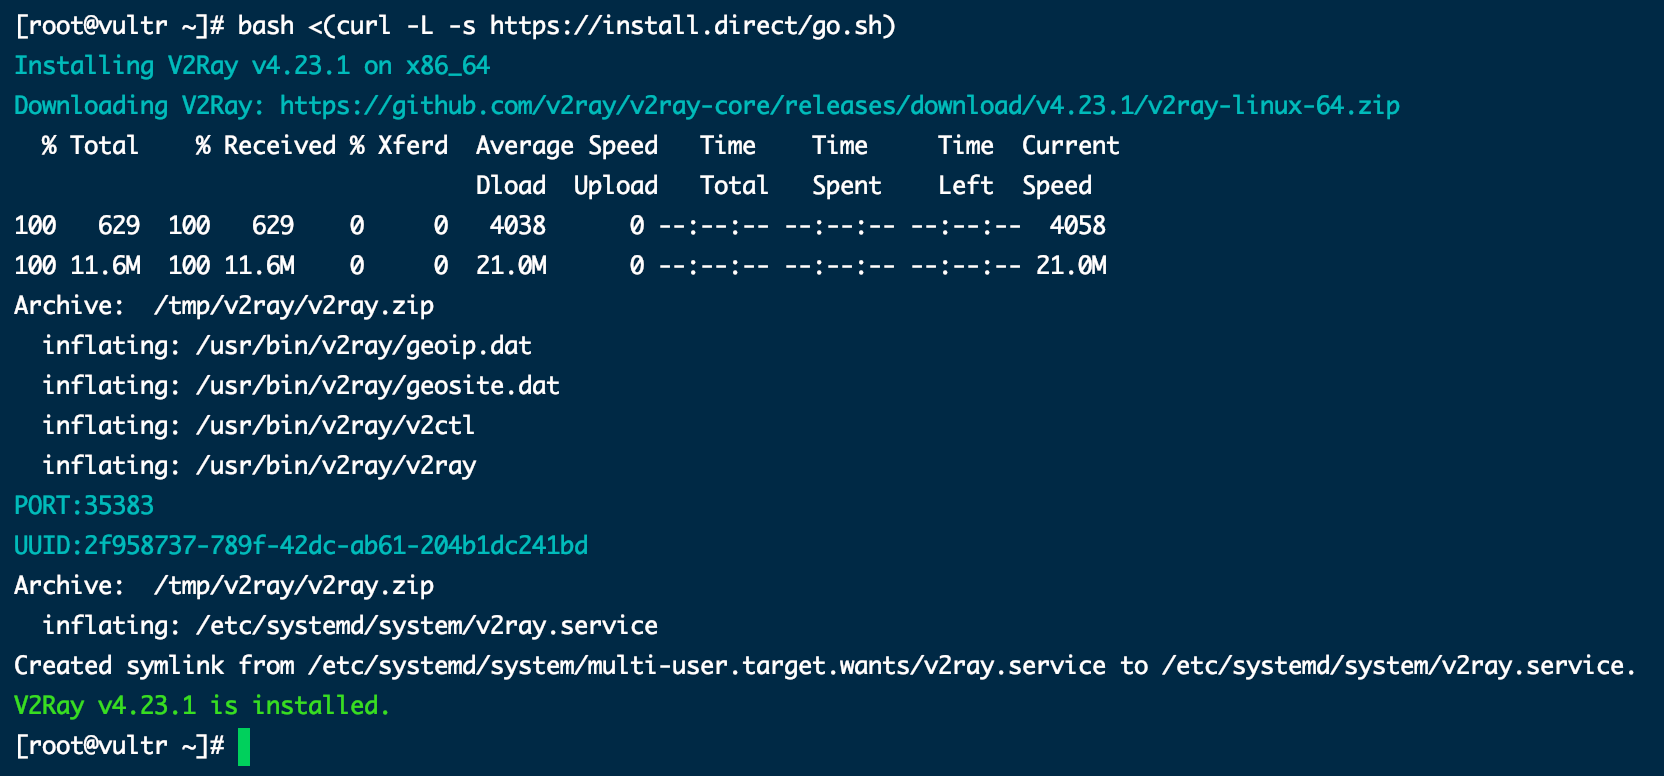 [root@vultr ~]# bash <(curl -L -s https://install.direct/go.sh)
Installing V2Ray v4.23.1 on x86_64
Downloading V2Ray: https://github.com/v2ray/v2ray-core/releases/download/v4.23.1/v2ray-linux-64.zip
  % Total    % Received % Xferd  Average Speed   Time    Time     Time  Current
                                 Dload  Upload   Total   Spent    Left  Speed
100   629  100   629    0     0   4038      0 --:--:-- --:--:-- --:--:--  4058
100 11.6M  100 11.6M    0     0  21.0M      0 --:--:-- --:--:-- --:--:-- 21.0M
Archive:  /tmp/v2ray/v2ray.zip
  inflating: /usr/bin/v2ray/geoip.dat
  inflating: /usr/bin/v2ray/geosite.dat
  inflating: /usr/bin/v2ray/v2ctl
  inflating: /usr/bin/v2ray/v2ray
PORT:35383
UUID:2f958737-789f-42dc-ab61-204b1dc241bd
Archive:  /tmp/v2ray/v2ray.zip
  inflating: /etc/systemd/system/v2ray.service
Created symlink from /etc/systemd/system/multi-user.target.wants/v2ray.service to /etc/systemd/system/v2ray.service.
V2Ray v4.23.1 is installed.
[root@vultr ~]#